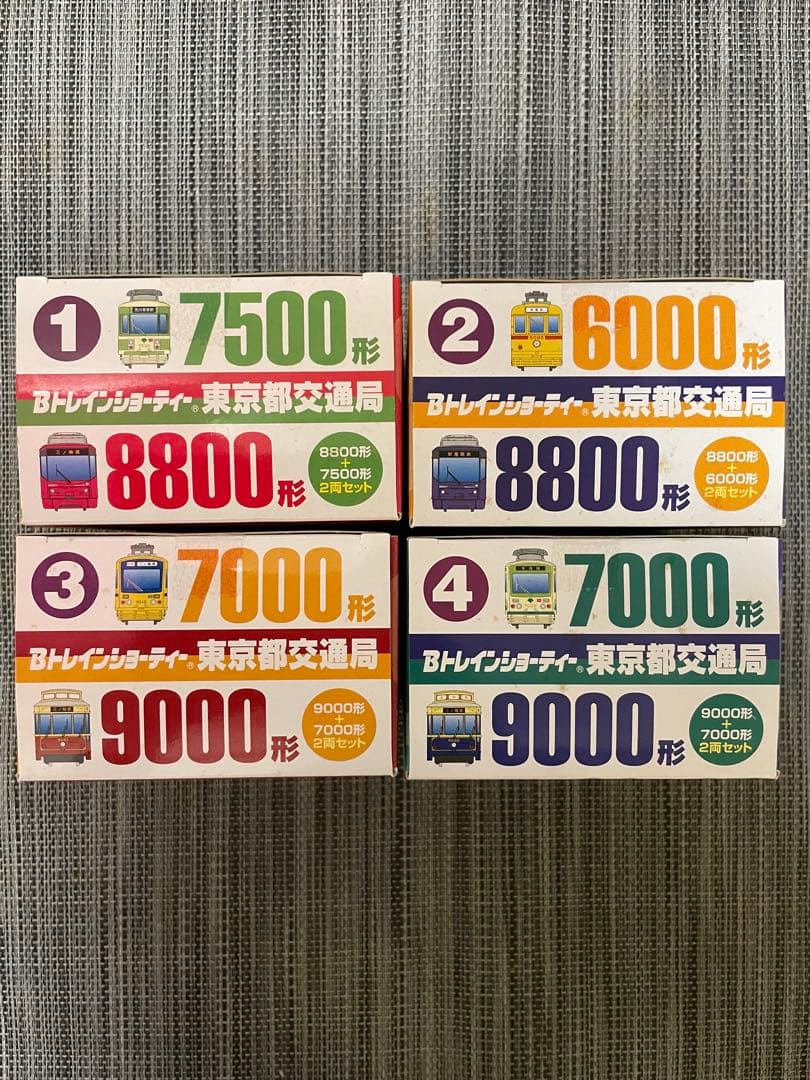 1
7500形
Bトレインショーティー® 東京都交通局
8800形
8800形
+
7500形
2両セット
2
6000形
Bトレインショーティー® 東京都交通局
8800形
8800形
+
6000形
2両セット
3
7000形
Bトレインショーティー® 東京都交通局
9000形
9000形
+
7000形
2両セット
4
7000形
Bトレインショーティー® 東京都交通局
9000形
9000形
+
7000形
2両セット